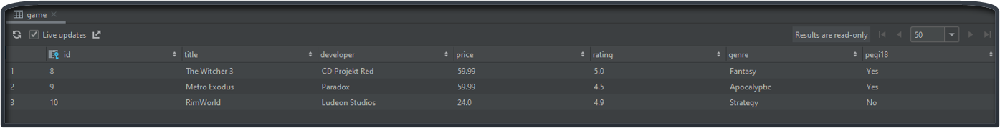 game
Live updates Results are read-only 50
id title developer price rating genre pegi18
1 8 The Witcher 3 CD Projekt Red 59.99 5.0 Fantasy Yes
2 9 Metro Exodus Paradox 59.99 4.5 Apocalyptic Yes
3 10 RimWorld Ludeon Studios 24.0 4.9 Strategy No